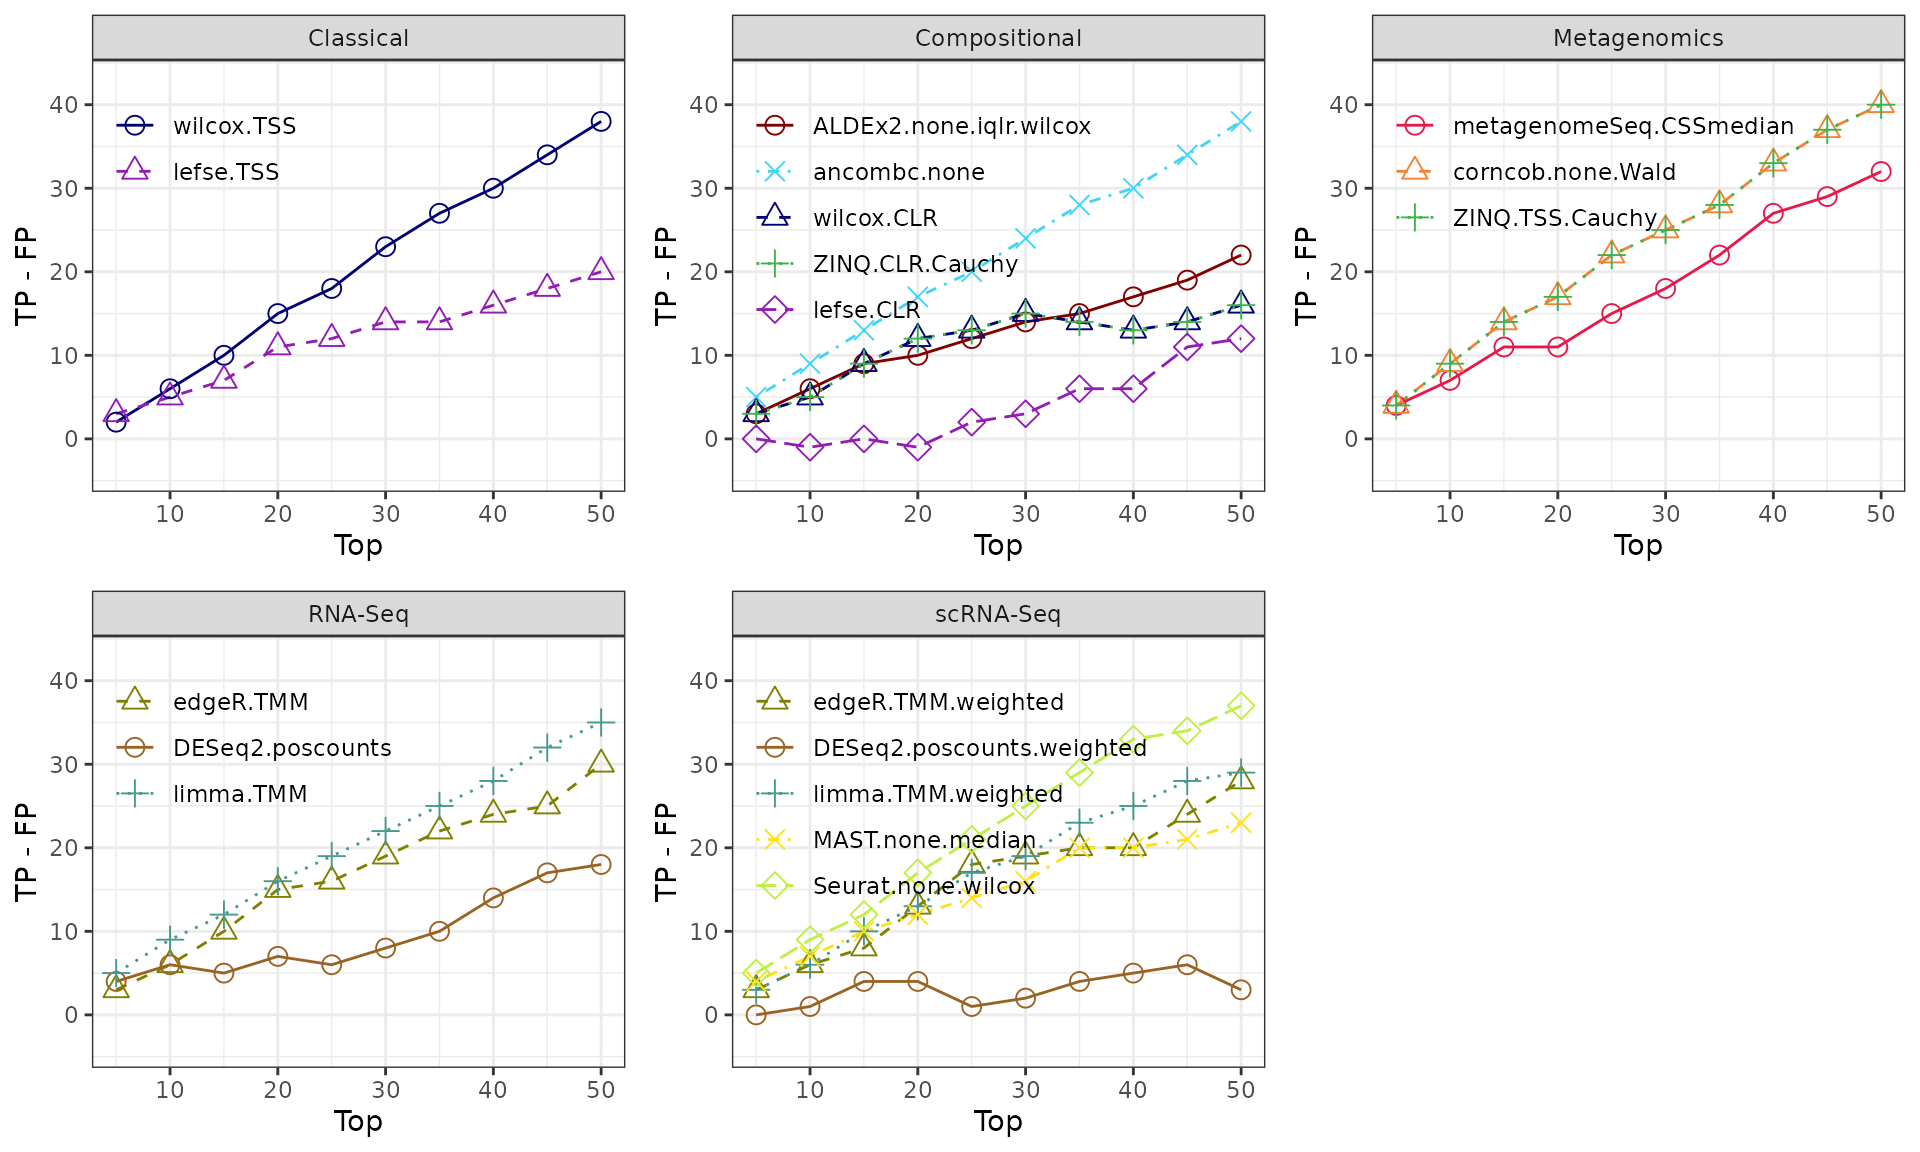 Classical
TP - FP
40
30
20
10
0
wilcox.TSS
lefse.TSS
10 20 30 40 50
Top
Compositional
TP - FP
40
30
20
10
0
ALDEx2.none.iqlr.wilcox
ancombc.none
wilcox.CLR
ZINQ.CLR.Cauchy
lefse.CLR
10 20 30 40 50
Top
Metagenomics
TP - FP
40
30
20
10
0
metagenomeSeq.CSSmedian
corncob.none.Wald
ZINQ.TSS.Cauchy
10 20 30 40 50
Top
RNA-Seq
TP - FP
40
30
20
10
0
edgeR.TMM
DESeq2.poscounts
limma.TMM
10 20 30 40 50
Top
scRNA-Seq
TP - FP
40
30
20
10
0
edgeR.TMM.weighted
DESeq2.poscounts.weighted
limma.TMM.weighted
MAST.none.median
Seurat.none.wilcox
10 20 30 40 50
Top